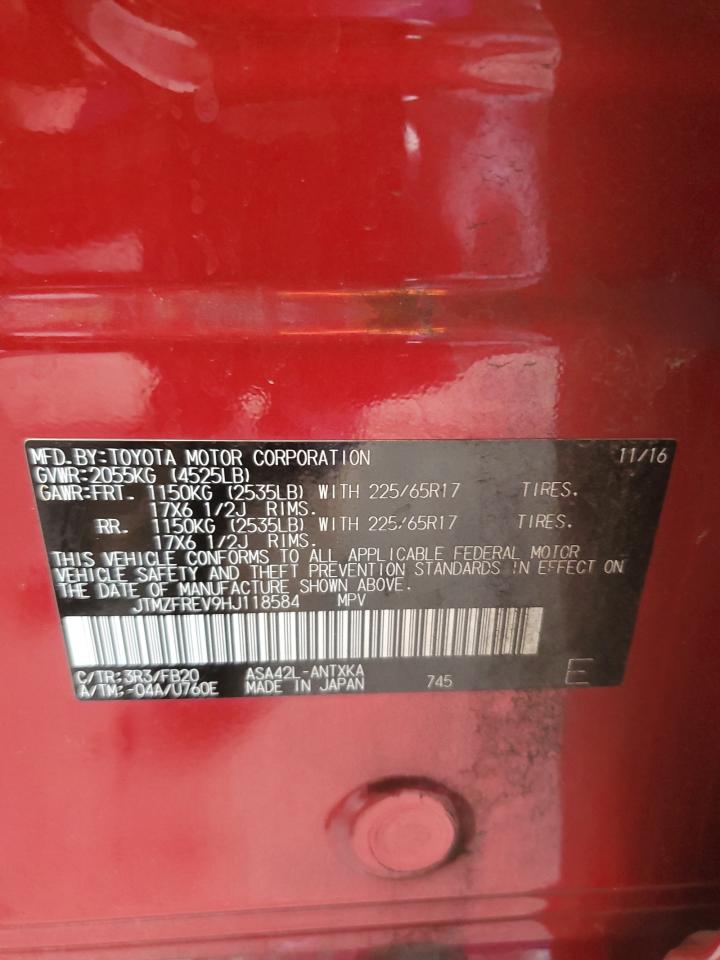 MFD.BY:TOYOTA MOTOR CORPORATION 11/16
GVWR:2055KG (4525LB)
GAWR:FRT. 1150KG (2535LB) WITH 225/65R17 TIRES.
17X6 1/2J RIMS.
RR. 1150KG (2535LB) WITH 225/65R17 TIRES.
17X6 1/2J RIMS.
THIS VEHICLE CONFORMS TO ALL APPLICABLE FEDERAL MOTOR
VEHICLE SAFETY AND THEFT PREVENTION STANDARDS IN EFFECT ON
THE DATE OF MANUFACTURE SHOWN ABOVE.
JTMZFREV9HJ118584 MPV
C/TR:3R3/FB20 ASA42L-ANTXKA
A/TM:-04A/U760E MADE IN JAPAN 745 E